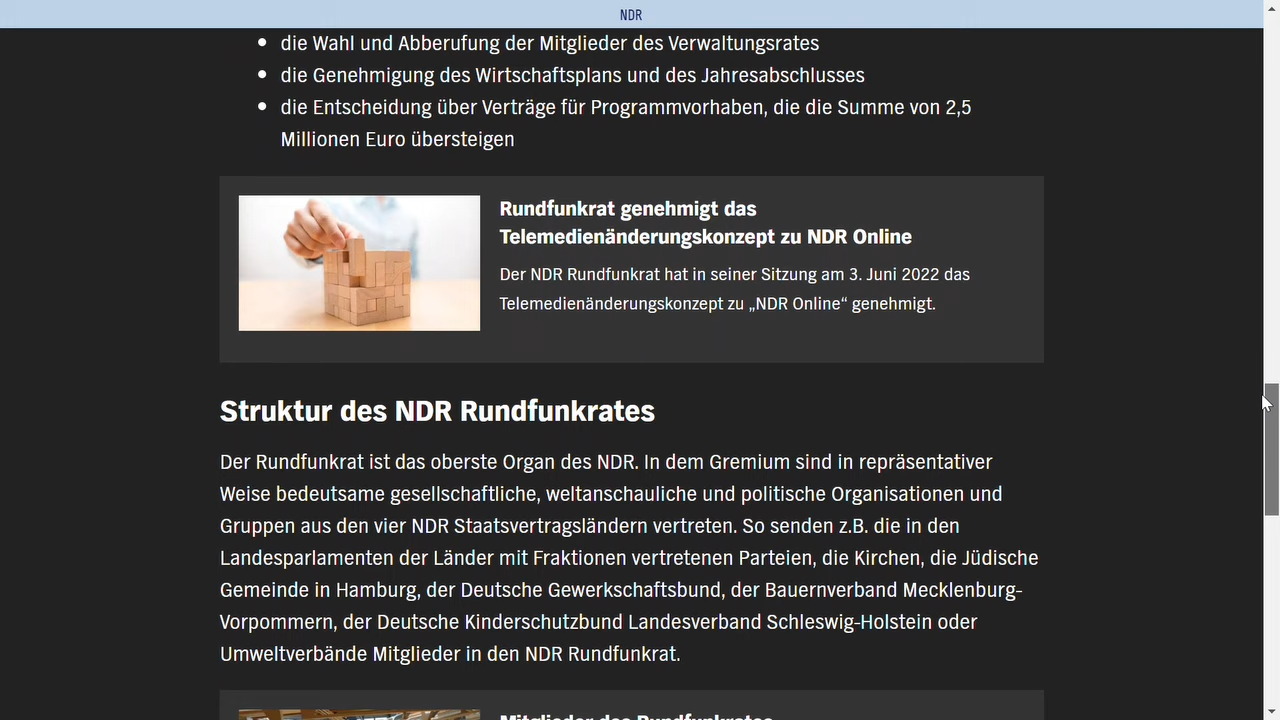 NDR
die Wahl und Abberufung der Mitglieder des Verwaltungsrates
die Genehmigung des Wirtschaftsplans und des Jahresabschlusses
die Entscheidung über Verträge für Programmvorhaben, die die Summe von 2,5
Millionen Euro übersteigen
Rundfunkrat genehmigt das
Telemedienänderungskonzept zu NDR Online
Der NDR Rundfunkrat hat in seiner Sitzung am 3. Juni 2022 das
Telemedienänderungskonzept zu „NDR Online“ genehmigt.
Struktur des NDR Rundfunkrates
Der Rundfunkrat ist das oberste Organ des NDR. In dem Gremium sind in repräsentativer
Weise bedeutsame gesellschaftliche, weltanschauliche und politische Organisationen und
Gruppen aus den vier NDR Staatsvertragsländern vertreten. So senden z.B. die in den
Landesparlamenten der Länder mit Fraktionen vertretenen Parteien, die Kirchen, die Jüdische
Gemeinde in Hamburg, der Deutsche Gewerkschaftsbund, der Bauernverband Mecklenburg-
Vorpommern, der Deutsche Kinderschutzbund Landesverband Schleswig-Holstein oder
Umweltverbände Mitglieder in den NDR Rundfunkrat.
Mitglieder des Rundfunkrates